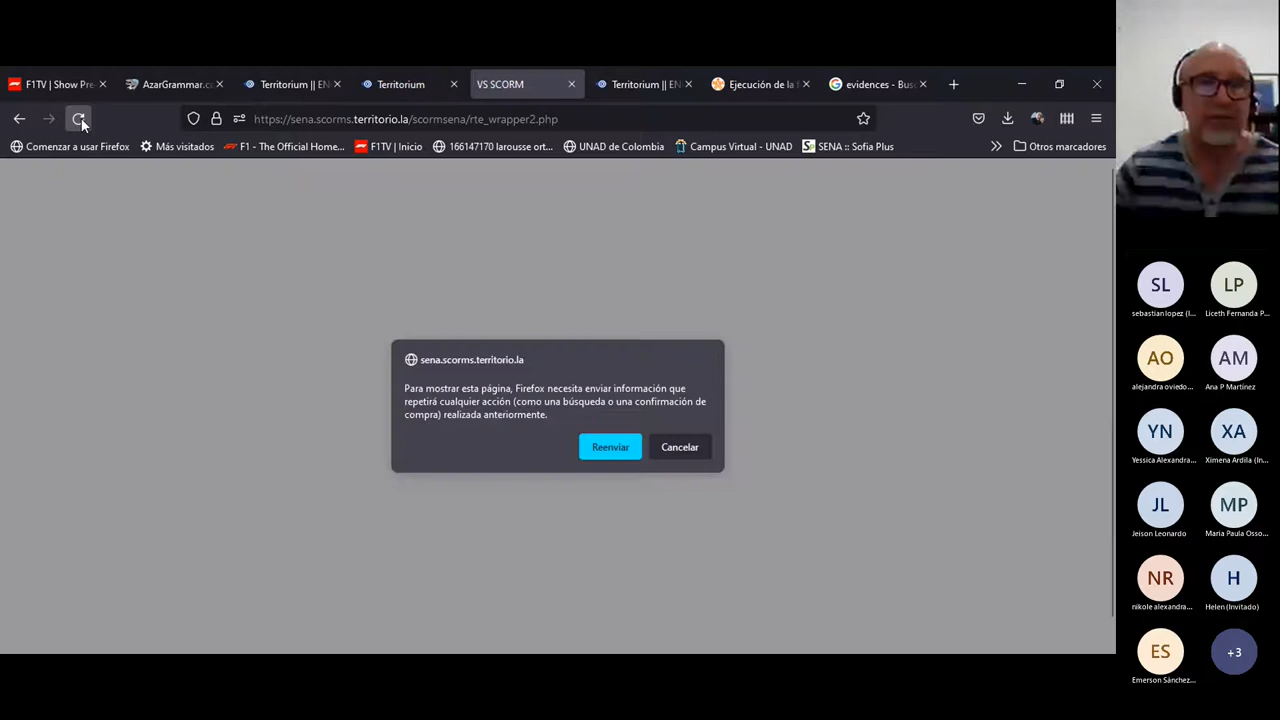 F1TV | Show Pre-
AzarGrammar.c
Territorium || EN
Territorium
VS SCORM
Territorium || EN
Ejecución de la f
evidences - Bus
https://sena.scorms.territorio.la/scormsena/rte_wrapper2.php
Comenzar a usar Firefox
Más visitados
F1 - The Official Home...
F1TV | Inicio
166147170 larousse ort...
UNAD de Colombia
Campus Virtual - UNAD
SENA :: Sofia Plus
Otros marcadores
sena.scorms.territorio.la
Para mostrar esta página, Firefox necesita enviar información que
repetirá cualquier acción (como una búsqueda o una confirmación de
compra) realizada anteriormente.
Reenviar
Cancelar
SL
sebastian lopez (I...
LP
Liceth Fernanda P...
AO
alejandra oviedo...
AM
Ana P Martínez
YN
Yessica Alexandra...
XA
Ximena Ardila (In...
JL
Jeison Leonardo
MP
Maria Paula Osso...
NR
nikole alexandra...
H
Helen (Invitado)
ES
Emerson Sánchez...
+3